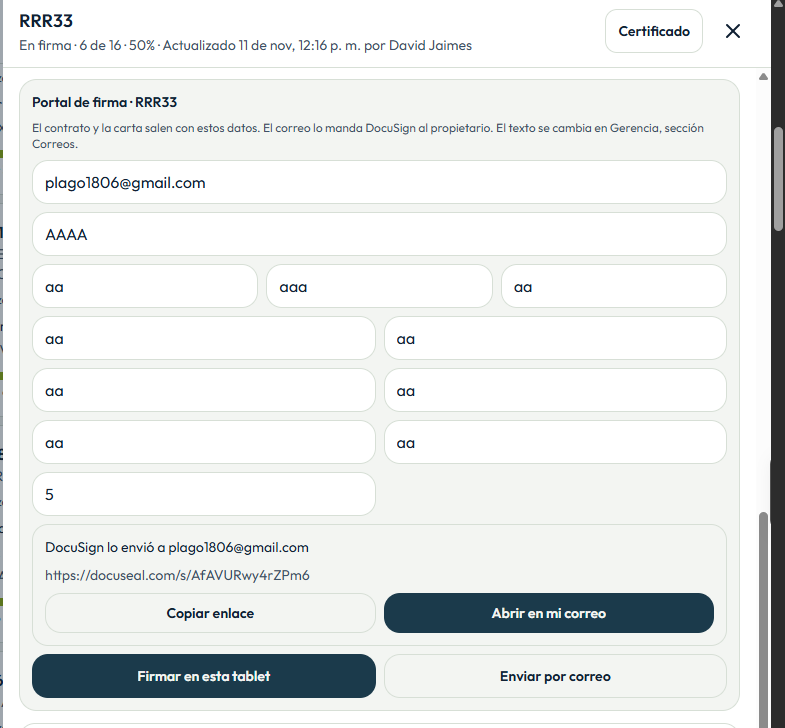 RRR33
En firma · 6 de 16 · 50% · Actualizado 11 de nov, 12:16 p. m. por David Jaimes
Certificado
Portal de firma · RRR33
El contrato y la carta salen con estos datos. El correo lo manda DocuSign al propietario. El texto se cambia en Gerencia, sección
Correos.
plago1806@gmail.com
AAAA
aa aaa aa
aa aa
aa aa
aa aa
5
DocuSign lo envió a plago1806@gmail.com
https://docuseal.com/s/AfAVURwy4rZPm6
Copiar enlace Abrir en mi correo
Firmar en esta tablet Enviar por correo